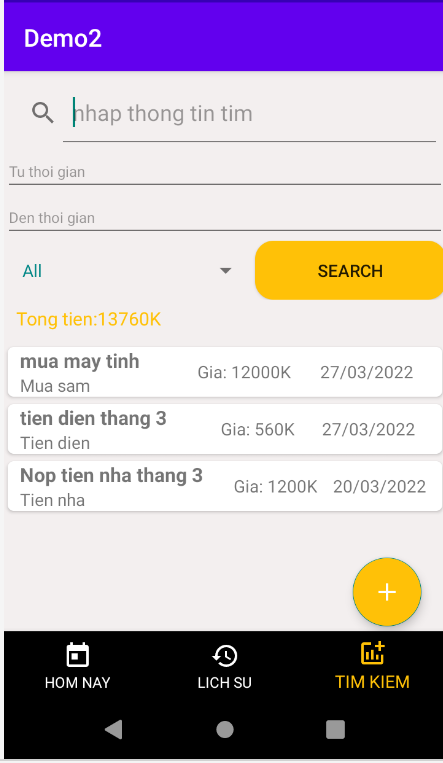 Demo2
nhap thong tin tim
Tu thoi gian
Den thoi gian
All
SEARCH
Tong tien:13760K
mua may tinh
Mua sam
Gia: 12000K
27/03/2022
tien dien thang 3
Tien dien
Gia: 560K
27/03/2022
Nop tien nha thang 3
Tien nha
Gia: 1200K
20/03/2022
HOM NAY
LICH SU
TIM KIEM